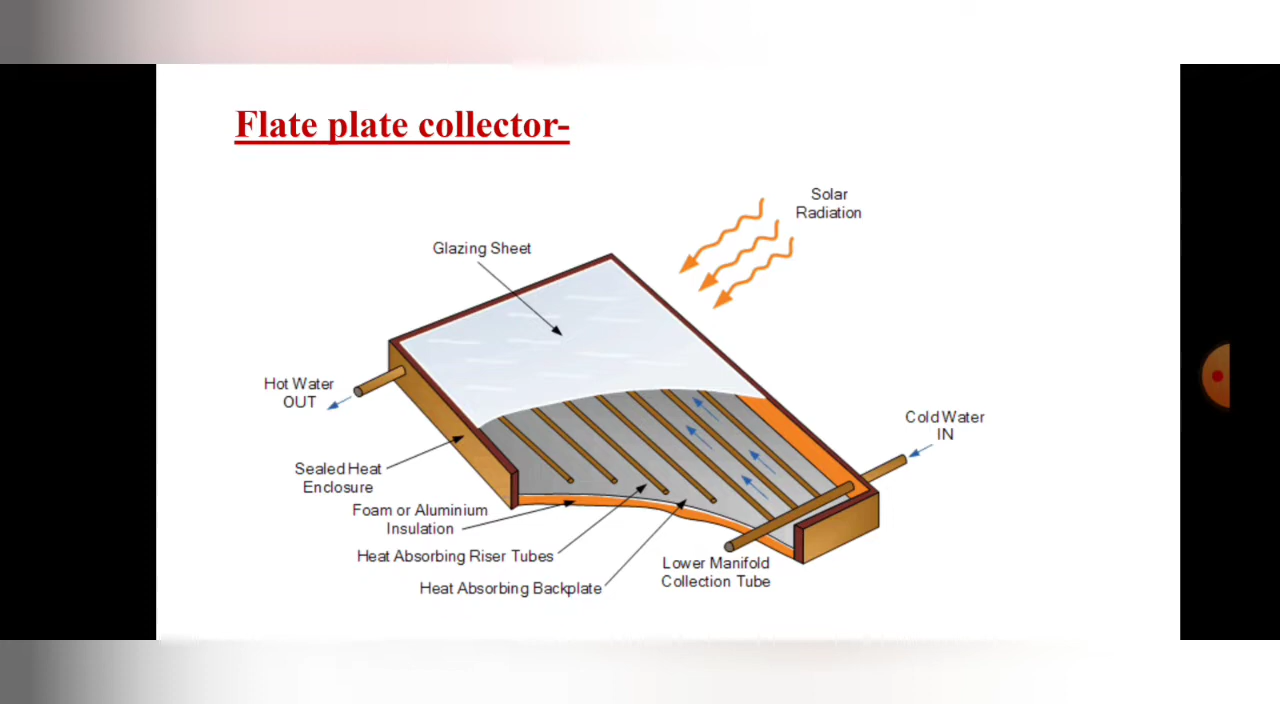 Flate plate collector-
Solar
Radiation
Glazing Sheet
Hot Water
OUT
Cold Water
IN
Sealed Heat
Enclosure
Foam or Aluminium
Insulation
Heat Absorbing Riser Tubes
Heat Absorbing Backplate
Lower Manifold
Collection Tube